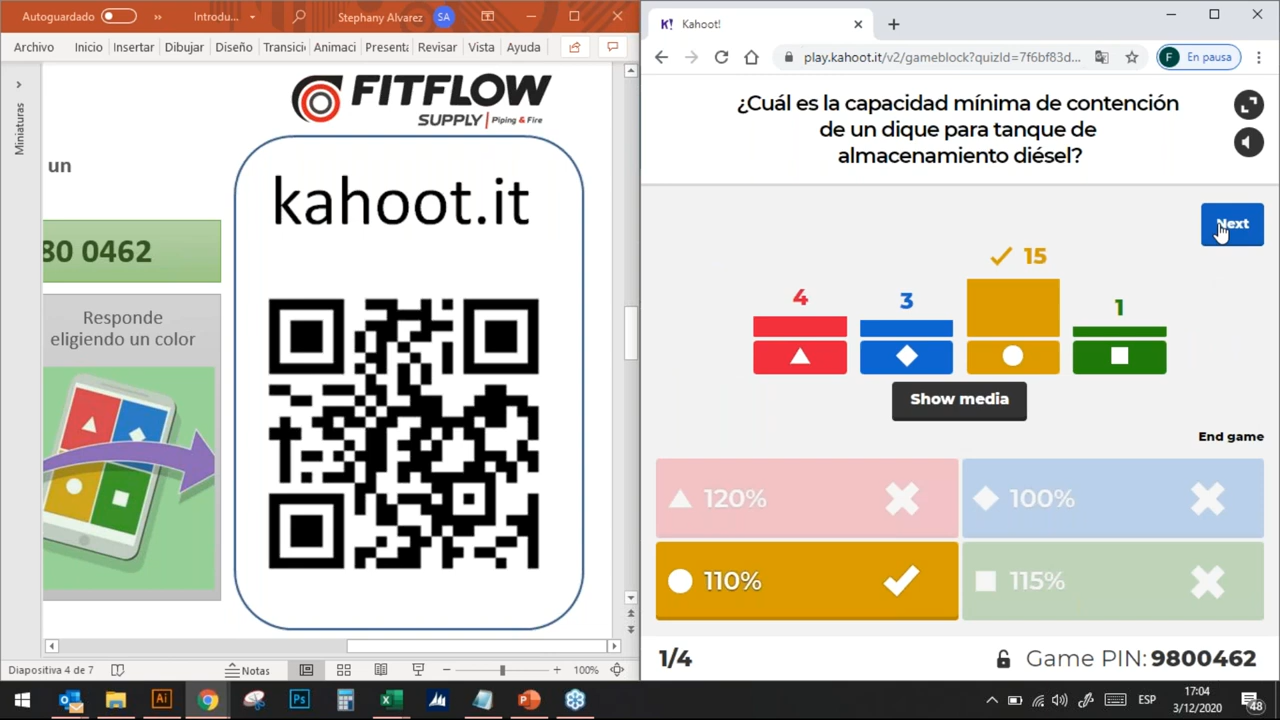 Autoguardado
Introdu...
Stephany Alvarez
SA
Archivo
Inicio
Insertar
Dibujar
Diseño
Transici
Animaci
Present
Revisar
Vista
Ayuda
Miniaturas
un
80 0462
Responde
eligiendo un color
FITFLOW
SUPPLY | Piping & Fire
kahoot.it
Diapositiva 4 de 7
Notas
100%
K! Kahoot!
play.kahoot.it/v2/gameblock?quizId=7f6bf83d...
F En pausa
¿Cuál es la capacidad mínima de contención
de un dique para tanque de
almacenamiento diésel?
Next
4
3
15
1
Show media
End game
120%
100%
110%
115%
1/4
Game PIN: 9800462
Ai
Ps
ESP
17:04
3/12/2020
48